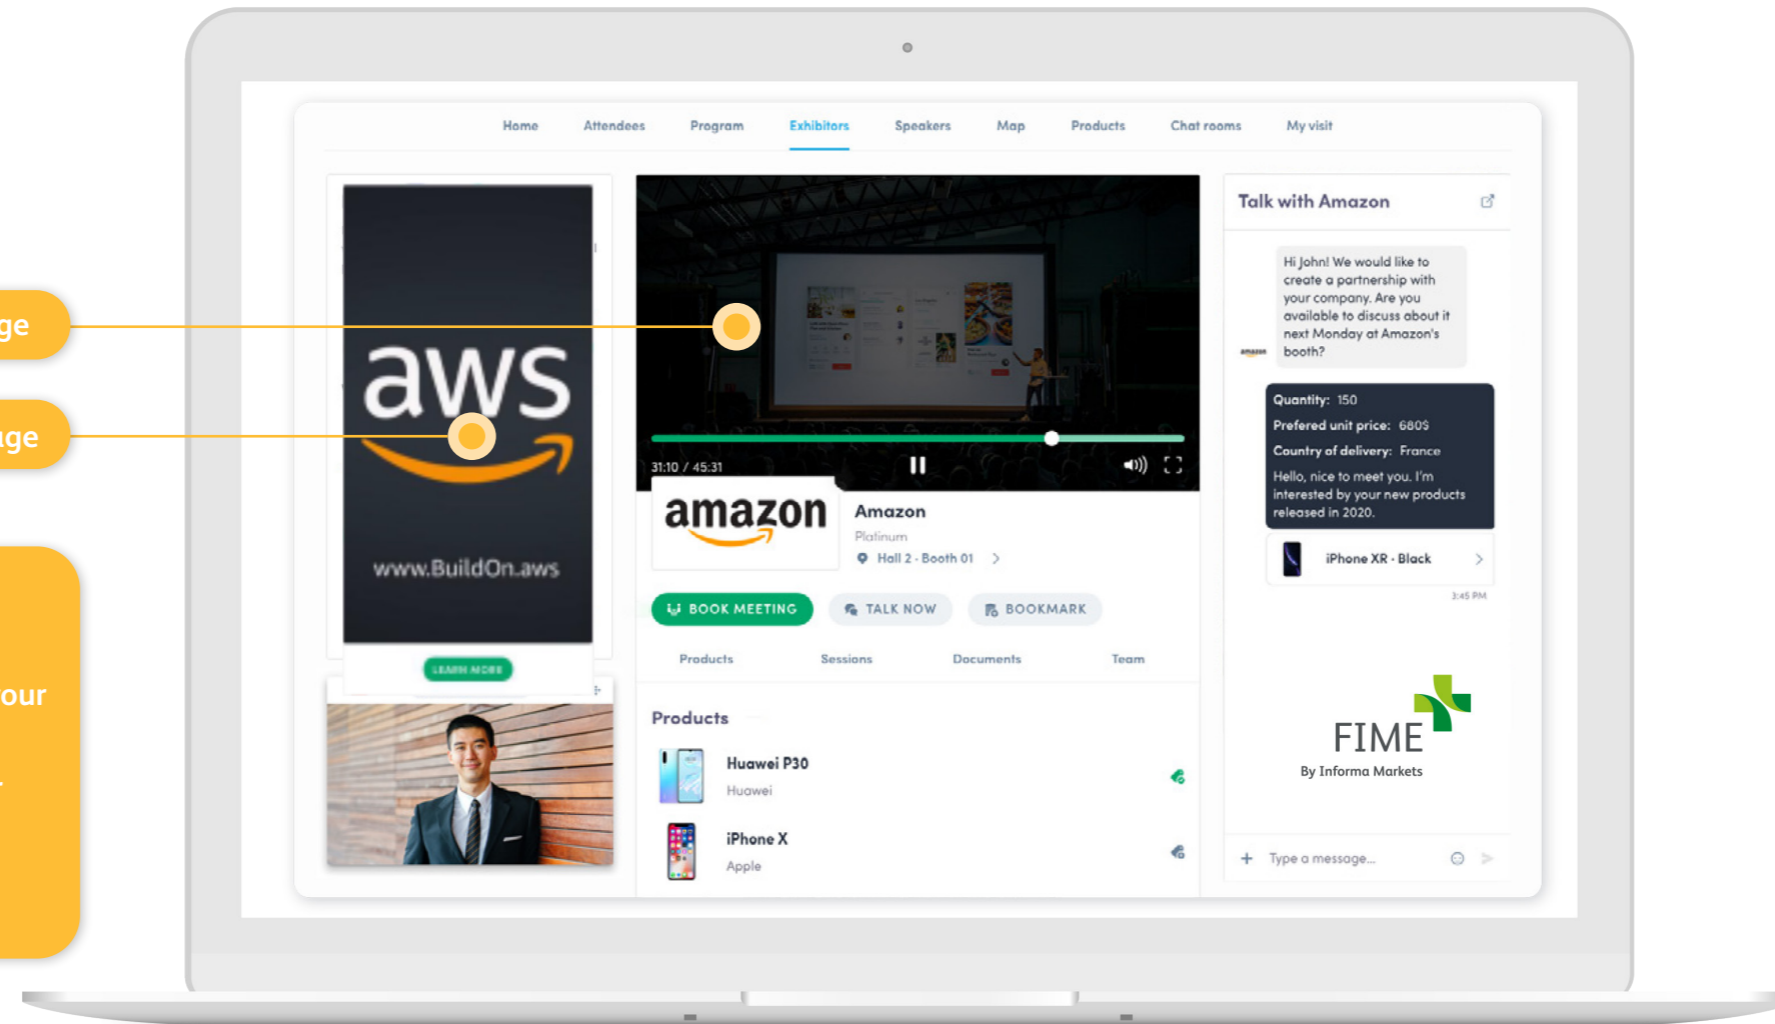 Home Attendees Program Exhibitors Speakers Map Products Chat rooms My visit
aws
www.BuildOn.aws
LEARN MORE
31:10 / 45:31
amazon
Amazon
Platinum
Hall 2 - Booth 01
BOOK MEETING
TALK NOW
BOOKMARK
Products Sessions Documents Team
Products
Huawei P30
Huawei
iPhone X
Apple
Talk with Amazon
Hi John! We would like to
create a partnership with
your company. Are you
available to discuss about it
next Monday at Amazon's
booth?
amazon
Quantity: 150
Prefered unit price: 680$
Country of delivery: France
Hello, nice to meet you. I'm
interested by your new products
released in 2020.
iPhone XR - Black
3:45 PM
FIME
By Informa Markets
Type a message...